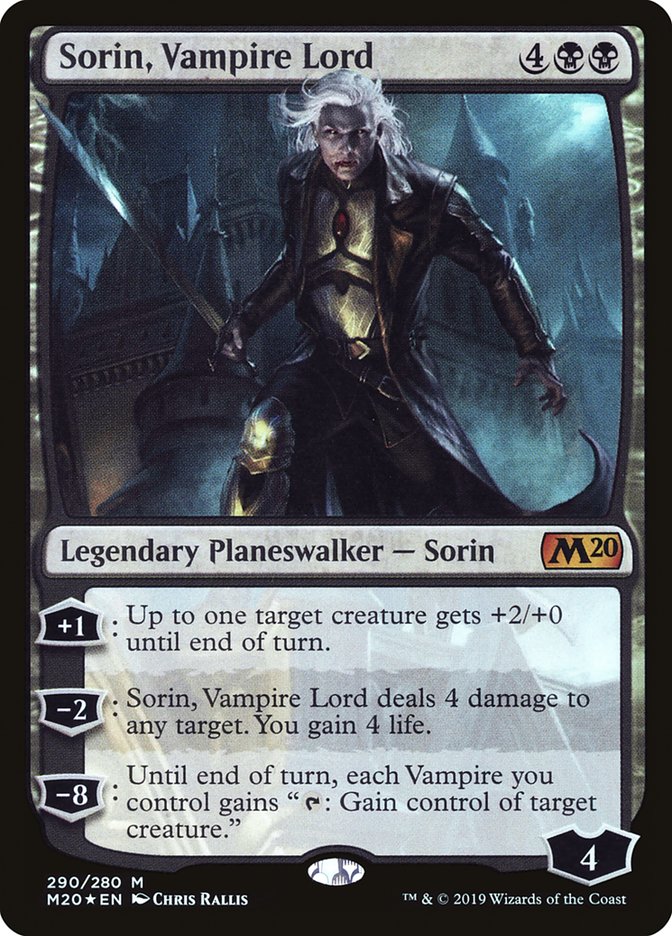 Sorin, Vampire Lord 4
Legendary Planeswalker — Sorin M20
+1 : Up to one target creature gets +2/+0
until end of turn.
−2 : Sorin, Vampire Lord deals 4 damage to
any target. You gain 4 life.
−8 : Until end of turn, each Vampire you
control gains “ : Gain control of target
creature.”
4
290/280 M
M20★EN Chris Rallis
™ & © 2019 Wizards of the Coast